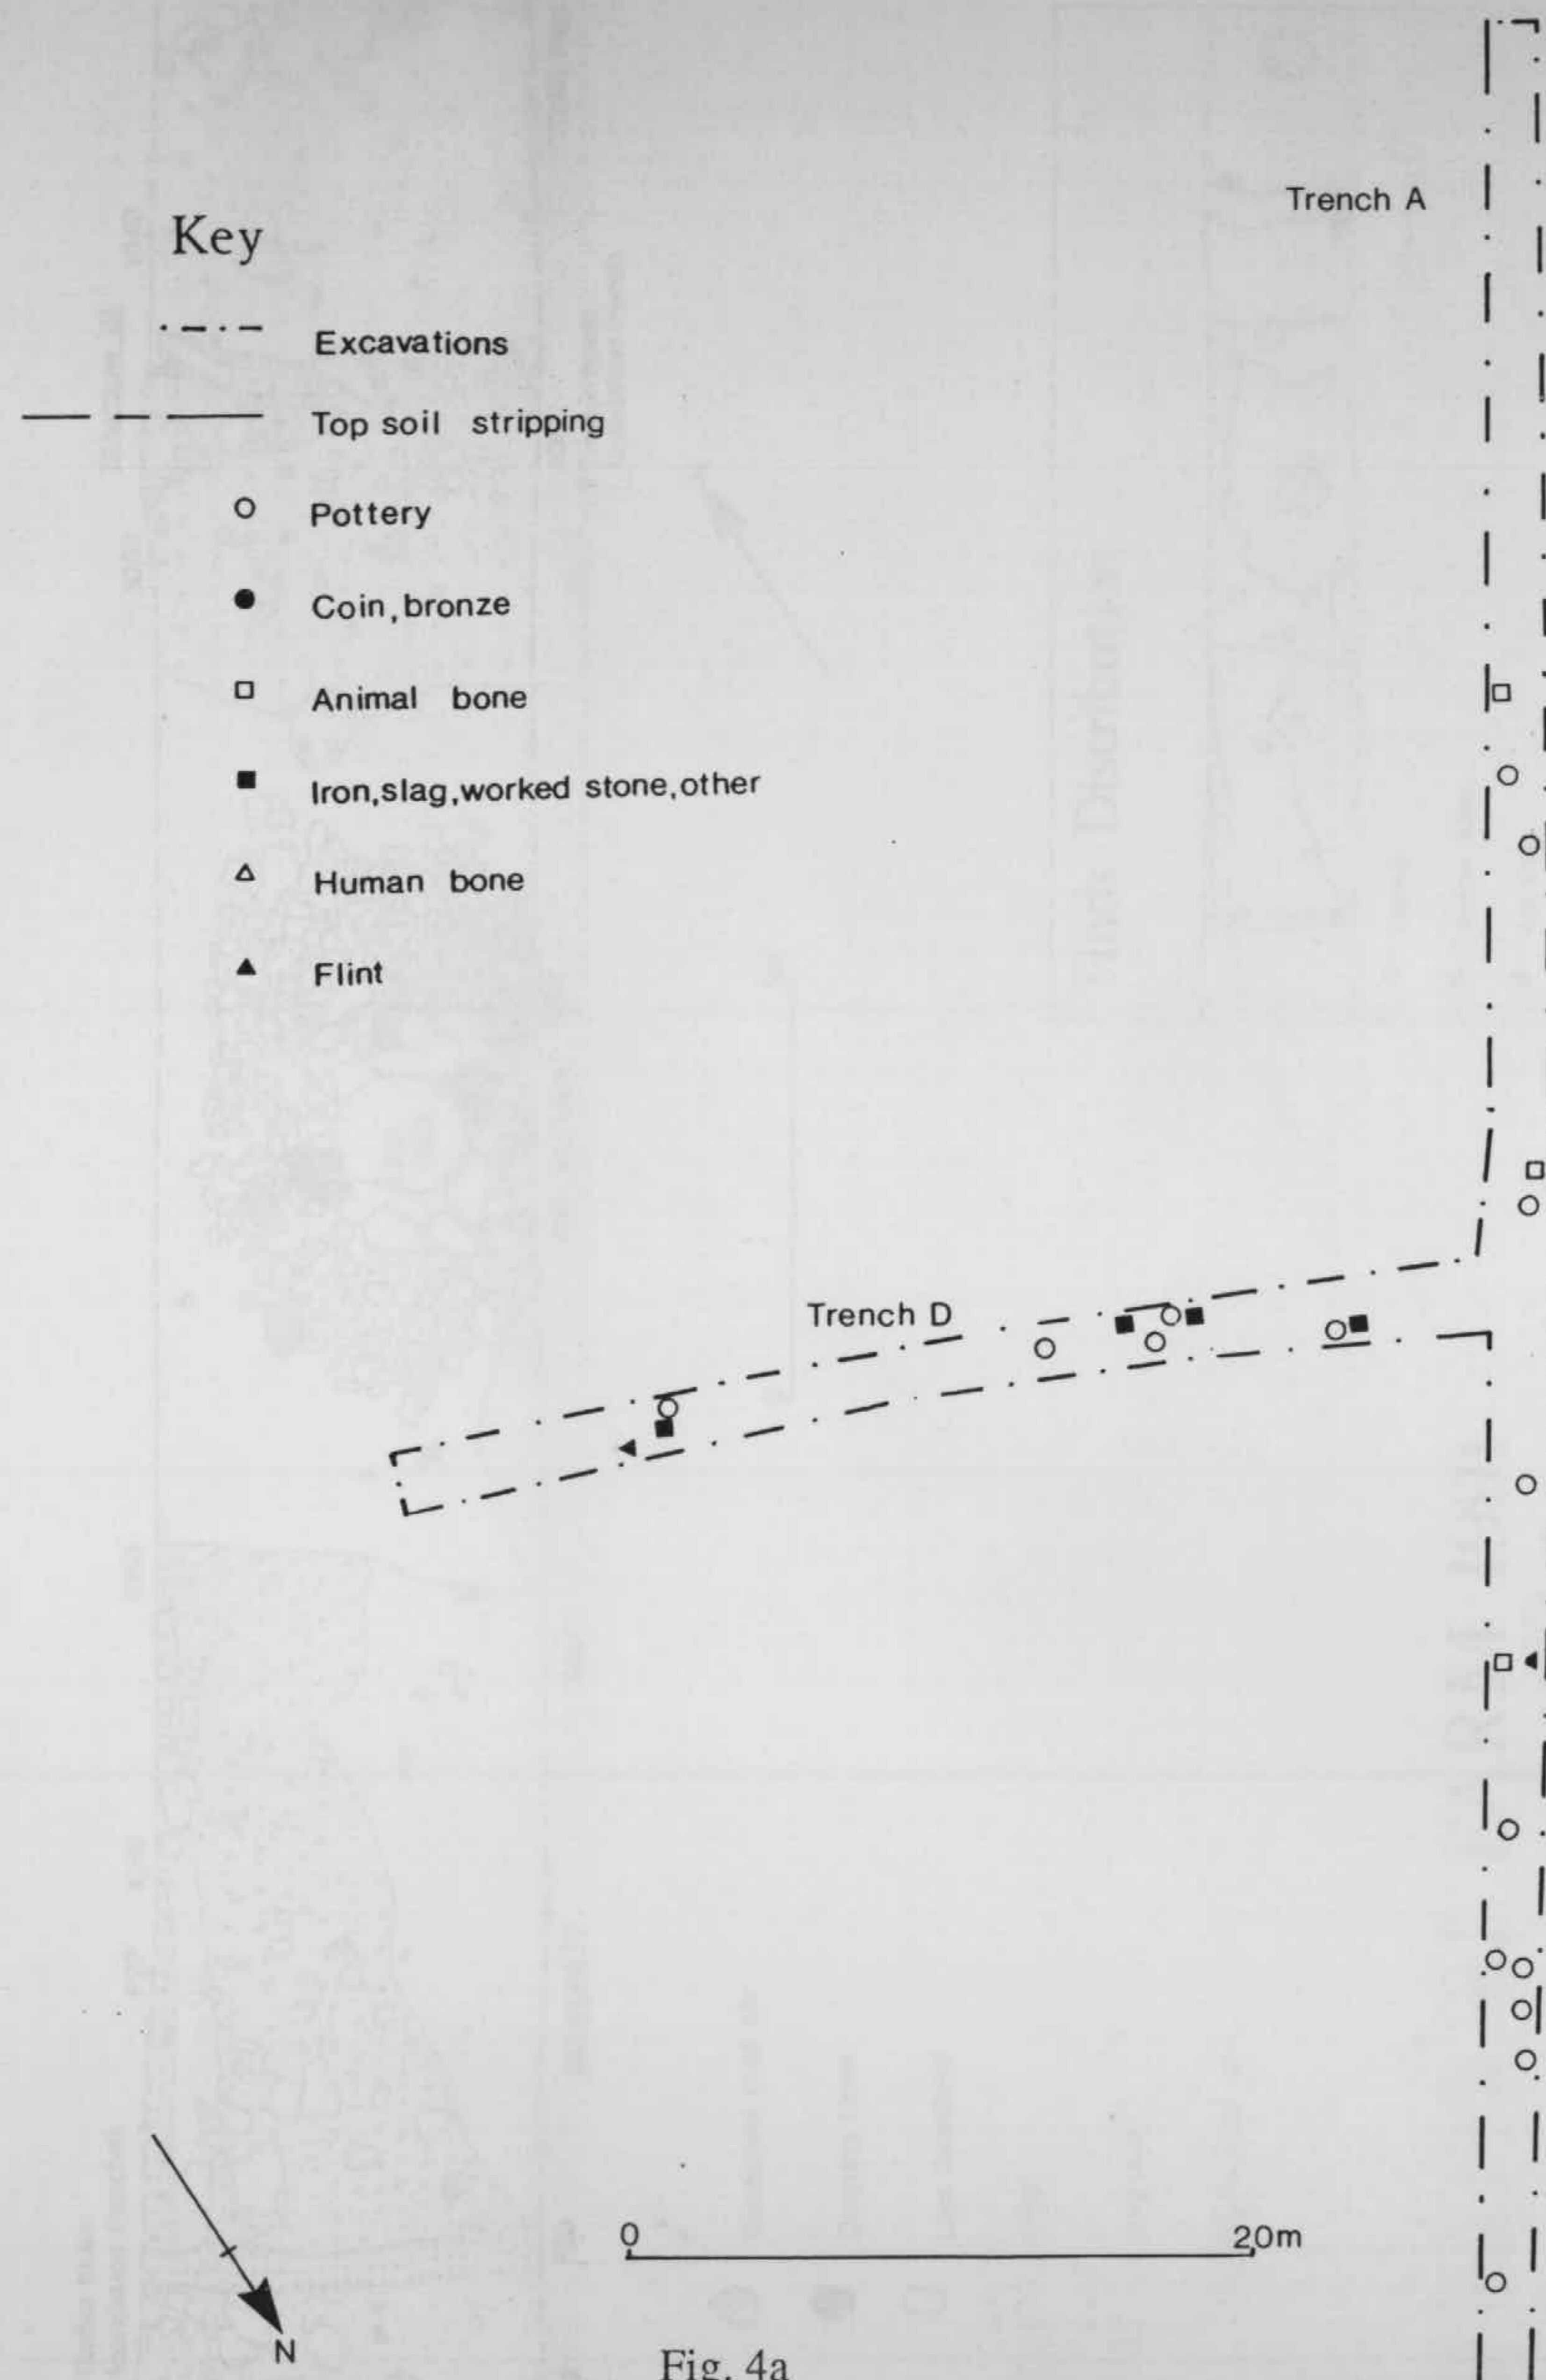 Trench A
Key
Excavations
Top soil stripping
Pottery
Coin, bronze
Animal bone
Iron, slag, worked stone, other
Human bone
Flint
Trench D
0 20m
N
Fig. 4a